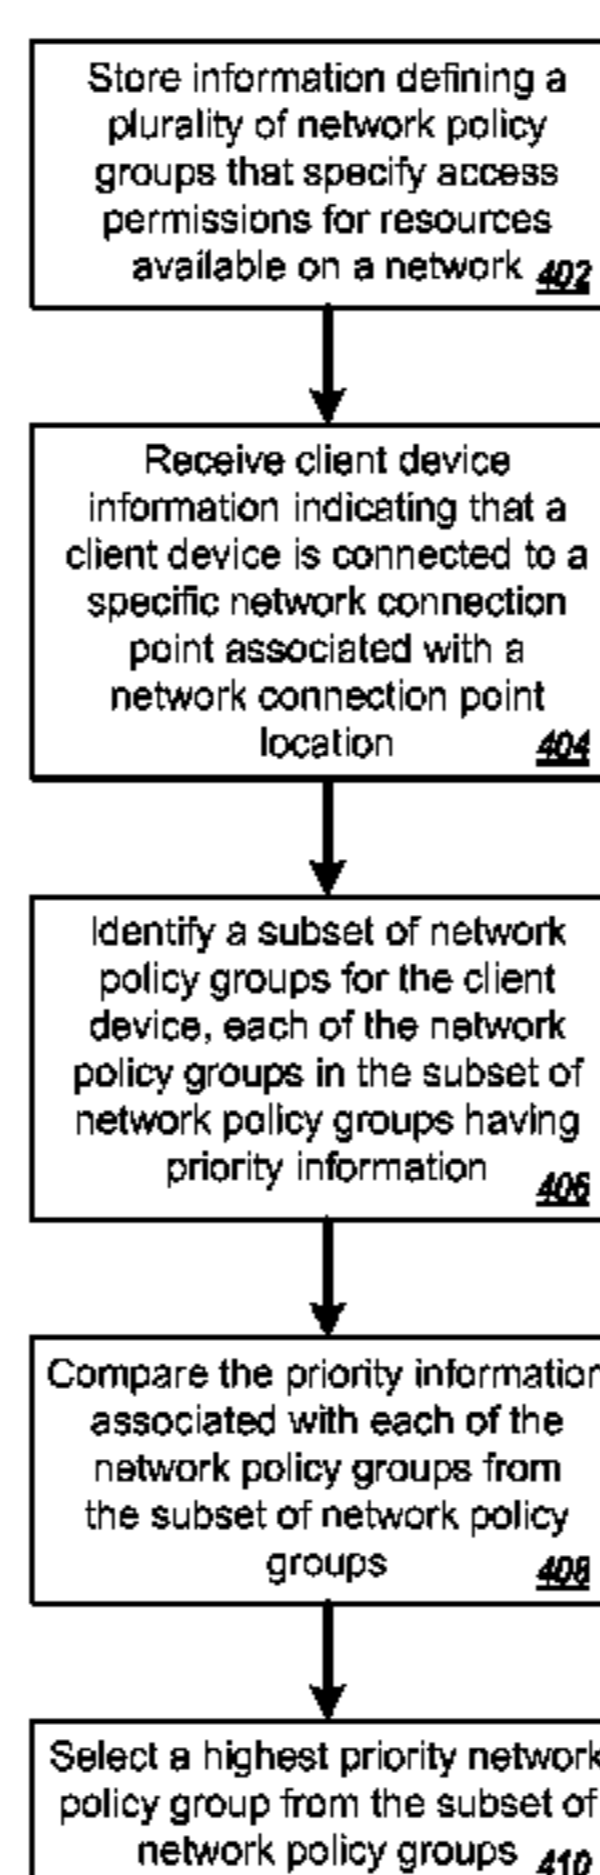 Store information defining a
plurality of network policy
groups that specify access
permissions for resources
available on a network 402
Receive client device
information indicating that a
client device is connected to a
specific network connection
point associated with a
network connection point
location 404
Identify a subset of network
policy groups for the client
device, each of the network
policy groups in the subset of
network policy groups having
priority information 406
Compare the priority information
associated with each of the
network policy groups from
the subset of network policy
groups 408
Select a highest priority network
policy group from the subset of
network policy groups 410